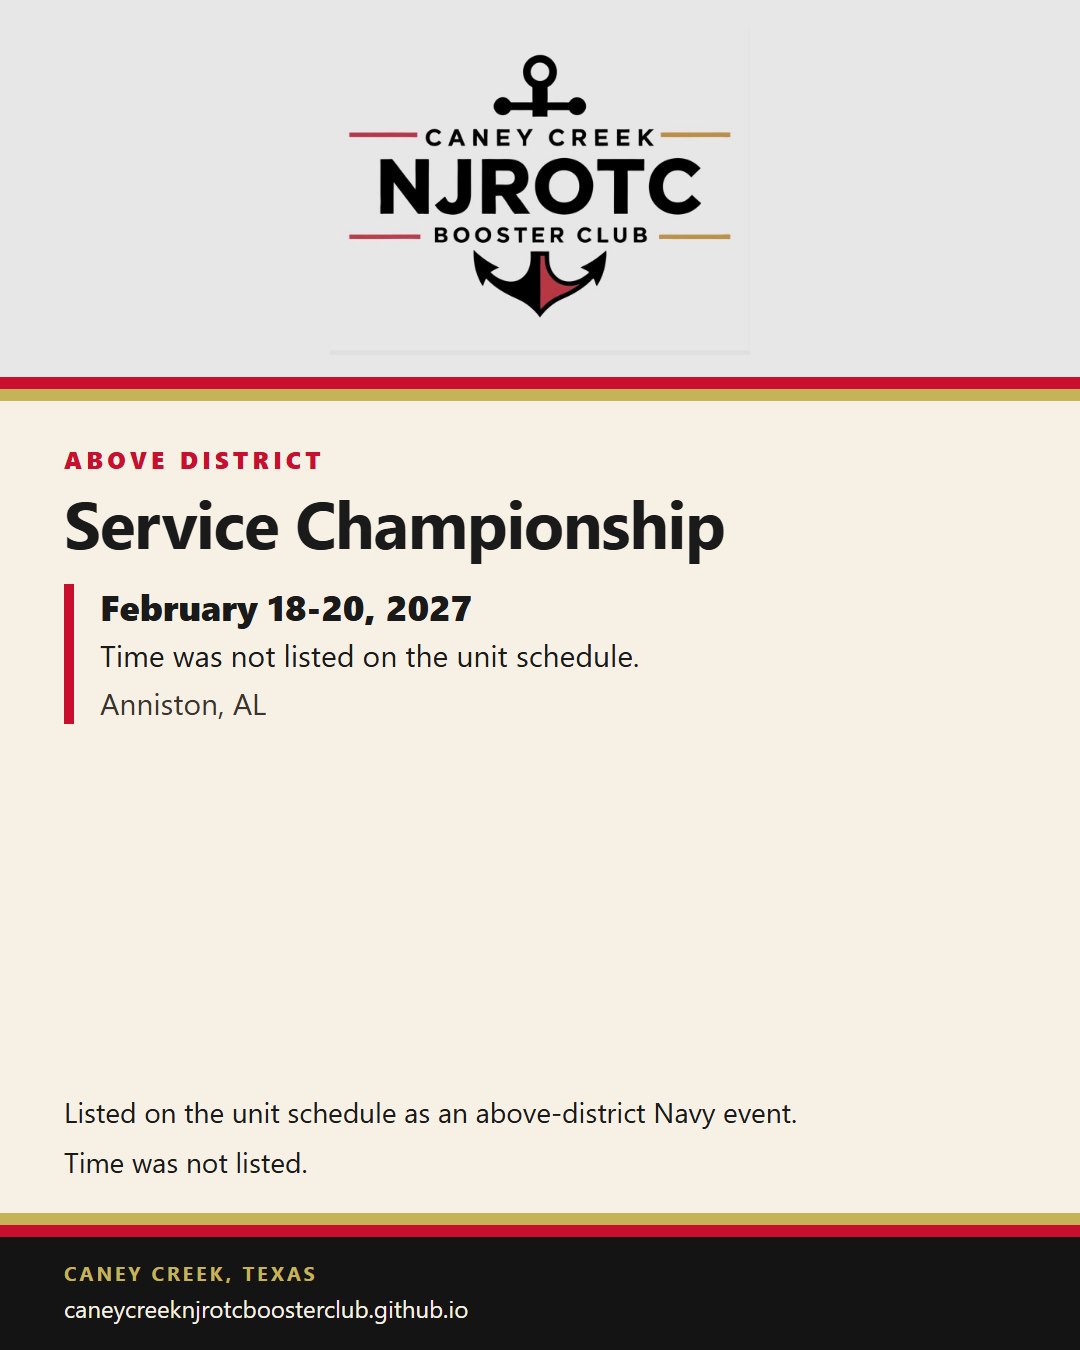 CANEY CREEK
NJROTC
BOOSTER CLUB
ABOVE DISTRICT
Service Championship
February 18-20, 2027
Time was not listed on the unit schedule.
Anniston, AL
Listed on the unit schedule as an above-district Navy event.
Time was not listed.
CANEY CREEK, TEXAS
caneycreeknjrotcboosterclub.github.io